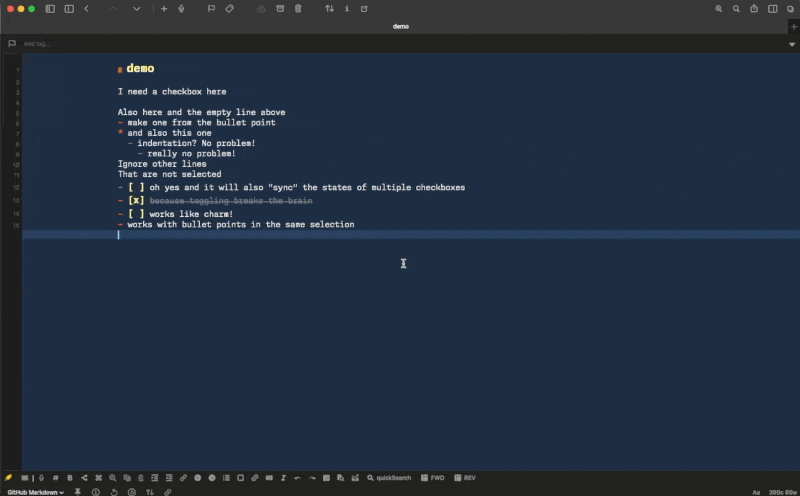 demo
Add tag...
1 demo
2
3 I need a checkbox here
4
5 Also here and the empty line above
6 - make one from the bullet point
7 * and also this one
8 - indentation? No problem!
9 - really no problem!
10 Ignore other lines
11 That are not selected
12 - [ ] oh yes and it will also "sync" the states of multiple checkboxes
13 - [x] because toggling breaks the brain
14 - [ ] works like charm!
15 - works with bullet points in the same selection
quickSearch FWD REV
GitHub Markdown Aa 399c 65w